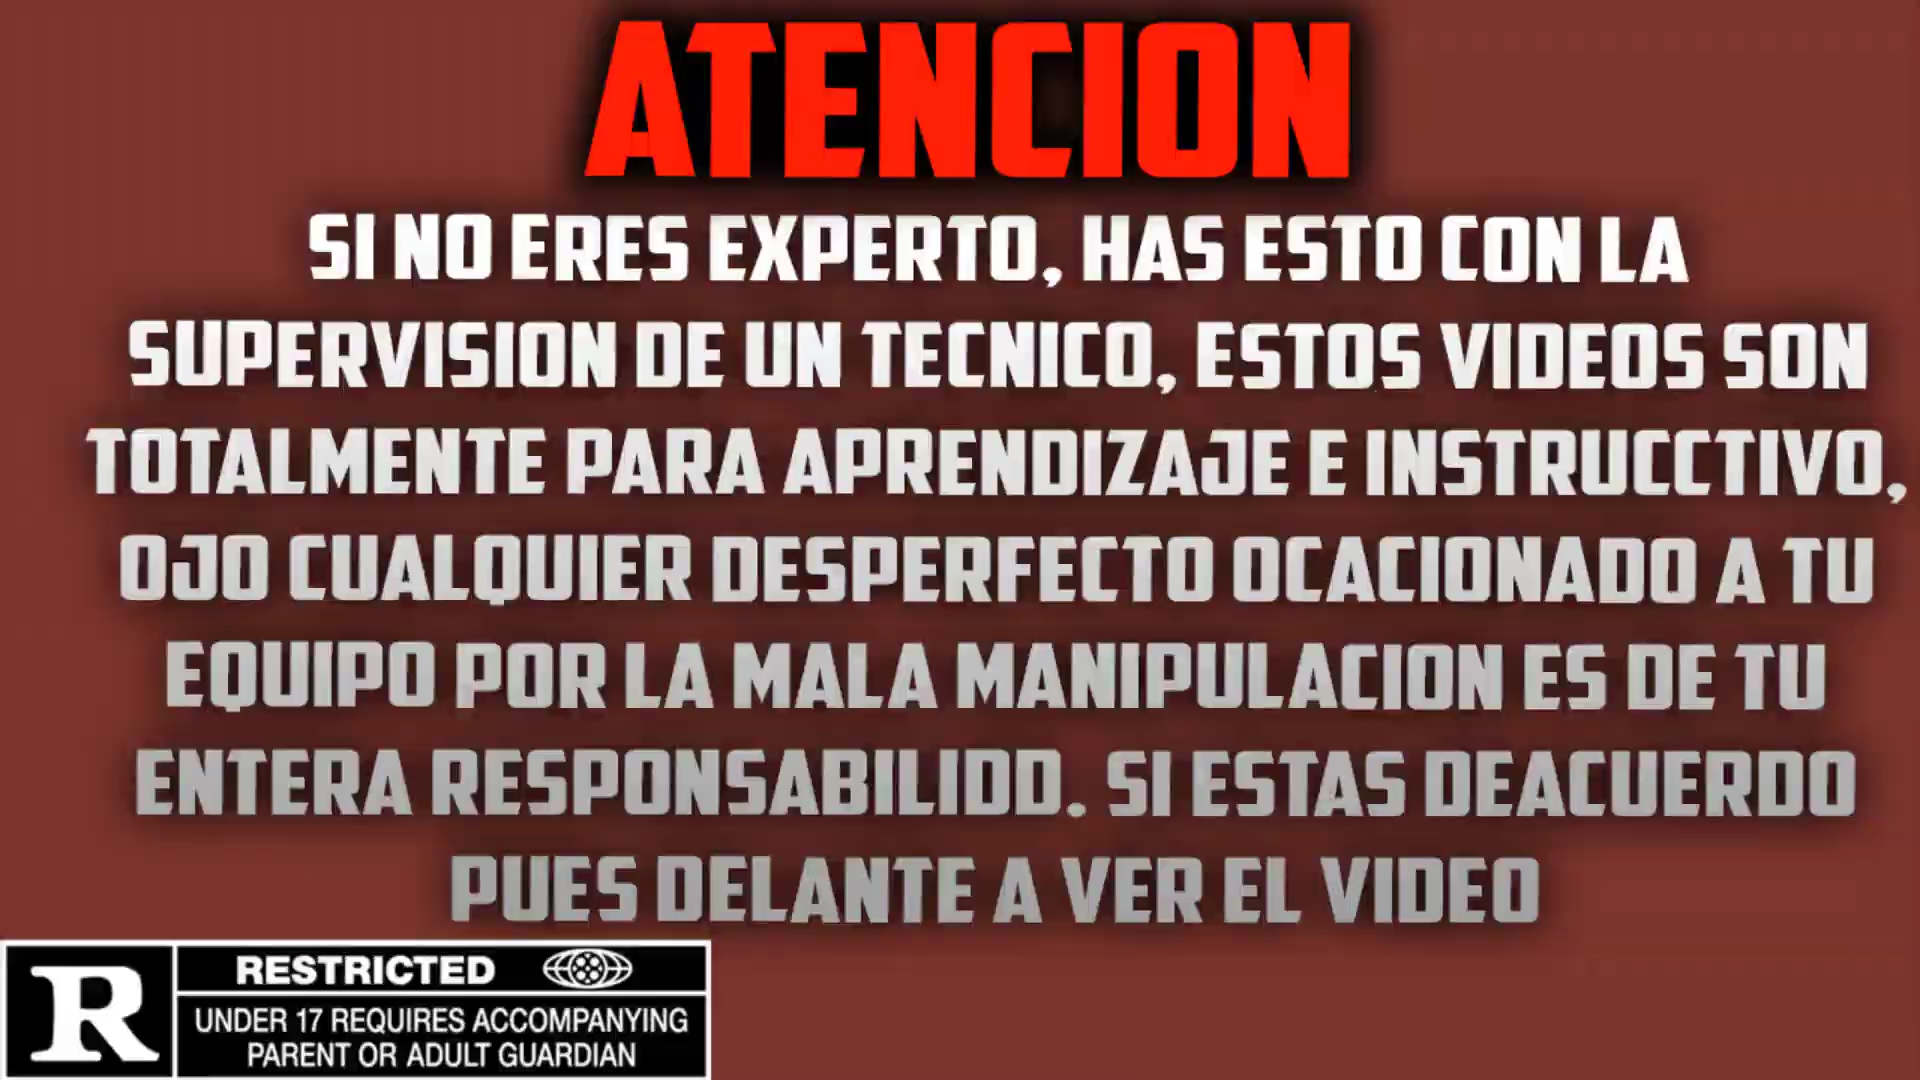 ATENCION
SI NO ERES EXPERTO, HAS ESTO CON LA
SUPERVISION DE UN TECNICO, ESTOS VIDEOS SON
TOTALMENTE PARA APRENDIZAJE E INSTRUCCTIVO,
OJO CUALQUIER DESPERFECTO OCACIONADO A TU
EQUIPO POR LA MALA MANIPULACION ES DE TU
ENTERA RESPONSABILIDD. SI ESTAS DEACUERDO
PUES DELANTE A VER EL VIDEO
R
RESTRICTED
UNDER 17 REQUIRES ACCOMPANYING
PARENT OR ADULT GUARDIAN